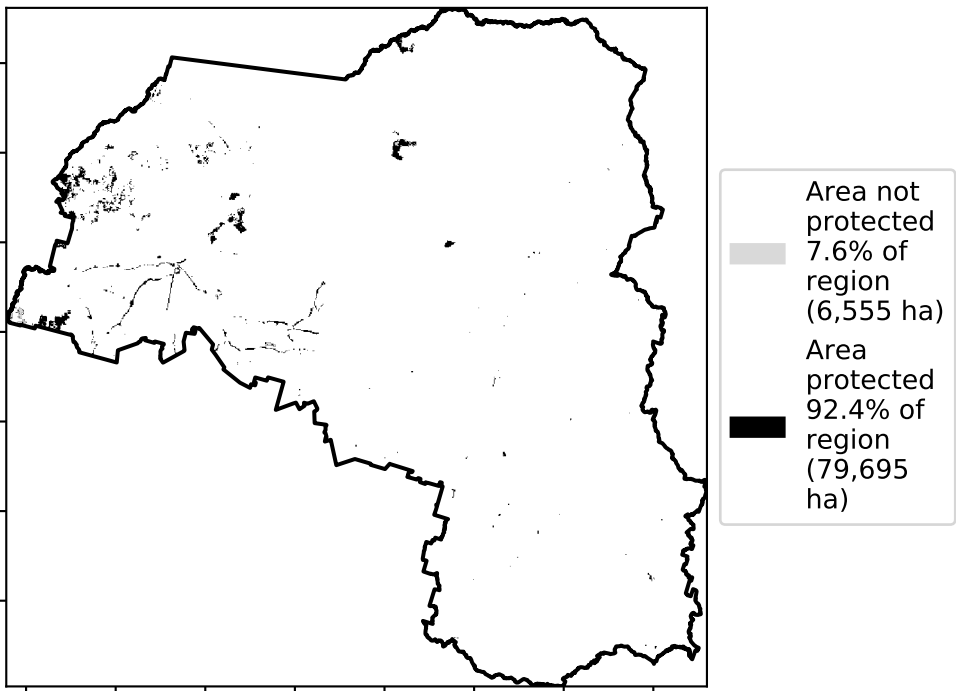 Area not
protected
7.6% of
region
(6,555 ha)
Area
protected
92.4% of
region
(79,695
ha)